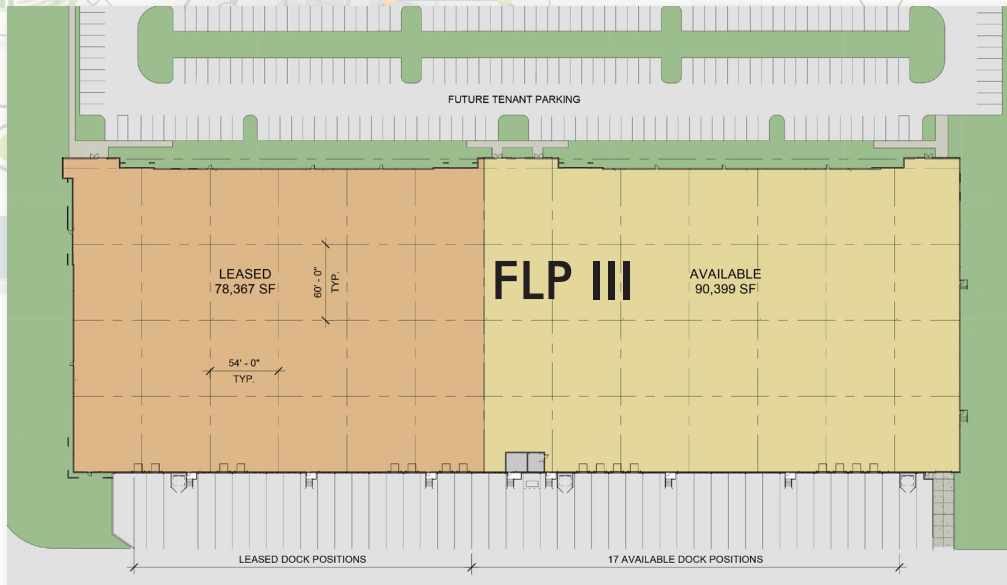 FUTURE TENANT PARKING
LEASED
78,367 SF
60' - 0"
TYP.
FLP III
AVAILABLE
90,399 SF
54' - 0"
TYP.
LEASED DOCK POSITIONS
17 AVAILABLE DOCK POSITIONS